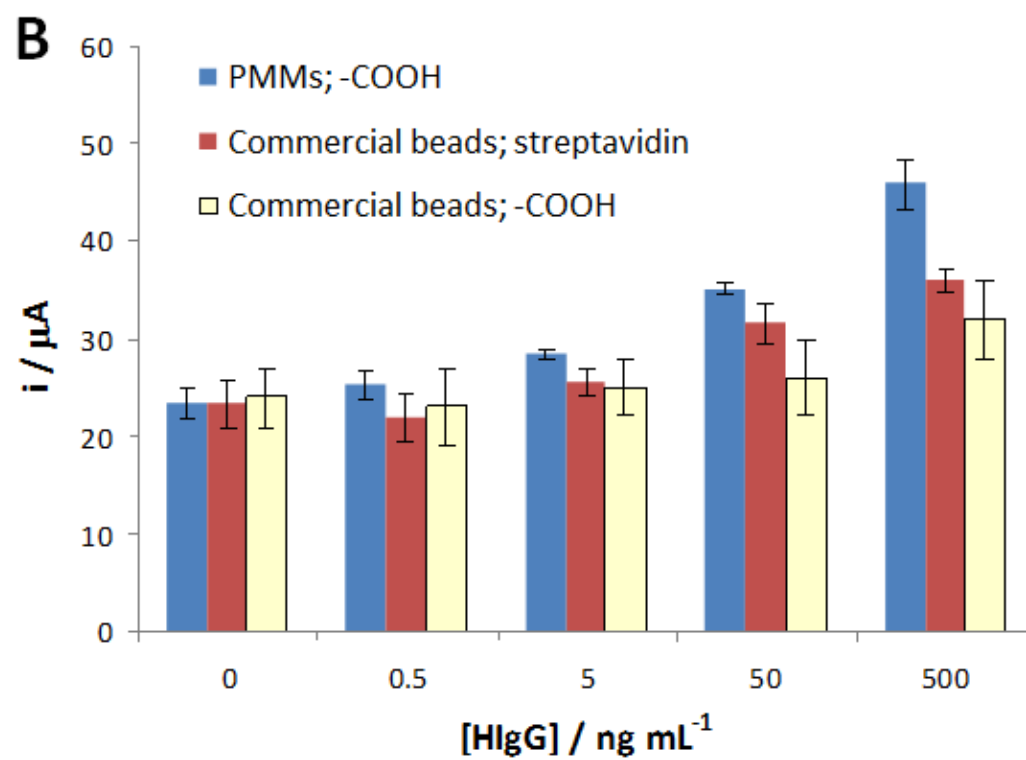 B
60
PMMs; -COOH
50
Commercial beads; streptavidin
Commercial beads; -COOH
40
i / µA
30
20
10
0
0 0.5 5 50 500
[HIgG] / ng mL⁻¹